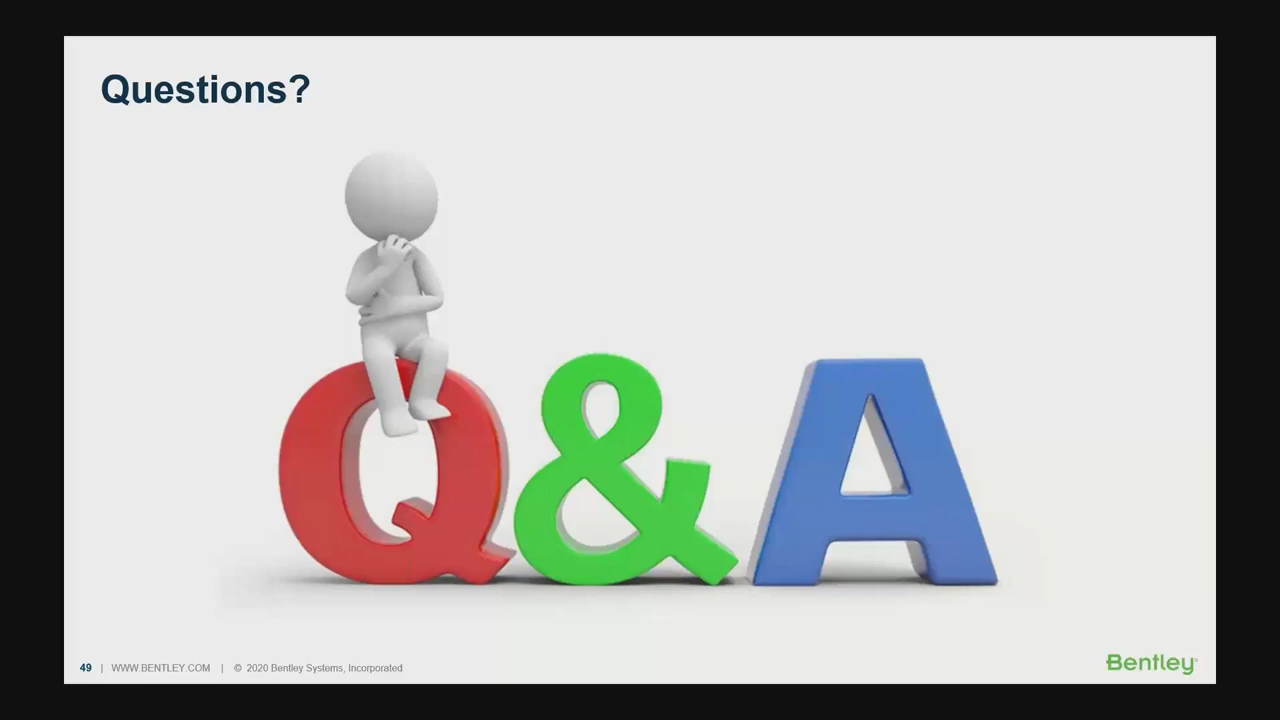 Questions?
Q&A
49 | WWW.BENTLEY.COM | © 2020 Bentley Systems, Incorporated
Bentley